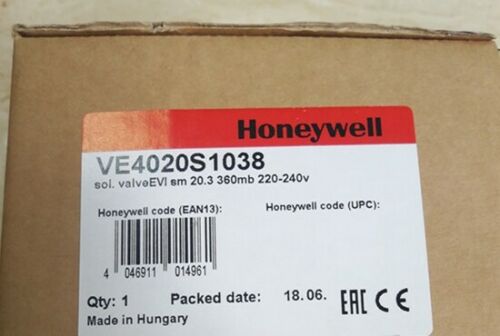 Honeywell
VE4020S1038
sol. valveEVI sm 20.3 360mb 220-240v
Honeywell code (EAN13): Honeywell code (UPC):
4 046911 014961
Qty: 1 Packed date: 18.06. EAC CE
Made in Hungary